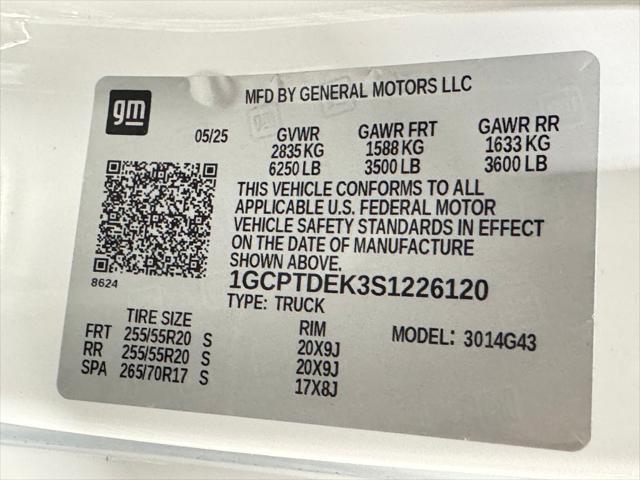 gm
MFD BY GENERAL MOTORS LLC
05/25 GVWR GAWR FRT GAWR RR
2835 KG 1588 KG 1633 KG
6250 LB 3500 LB 3600 LB
THIS VEHICLE CONFORMS TO ALL
APPLICABLE U.S. FEDERAL MOTOR
VEHICLE SAFETY STANDARDS IN EFFECT
ON THE DATE OF MANUFACTURE
SHOWN ABOVE.
8624
1GCPTDEK3S1226120
TYPE: TRUCK
TIRE SIZE RIM MODEL: 3014G43
FRT 255/55R20 S 20X9J
RR 255/55R20 S 20X9J
SPA 265/70R17 S 17X8J